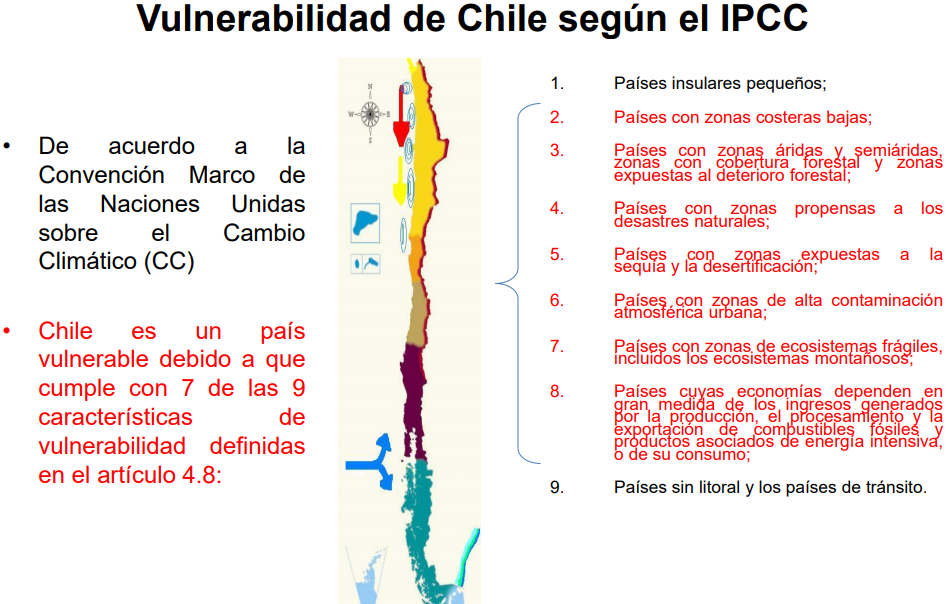 Vulnerabilidad de Chile según el IPCC
• De acuerdo a la
Convención Marco de
las Naciones Unidas
sobre el Cambio
Climático (CC)
• Chile es un país
vulnerable debido a que
cumple con 7 de las 9
características de
vulnerabilidad definidas
en el artículo 4.8:
N
W E
S
1. Países insulares pequeños;
2. Países con zonas costeras bajas;
3. Países con zonas áridas y semiáridas,
zonas con cobertura forestal y zonas
expuestas al deterioro forestal;
4. Países con zonas propensas a los
desastres naturales;
5. Países con zonas expuestas a la
sequía y la desertificación;
6. Países con zonas de alta contaminación
atmosférica urbana;
7. Países con zonas de ecosistemas frágiles,
incluidos los ecosistemas montañosos;
8. Países cuyas economías dependen en
gran medida de los ingresos generados
por la producción, el procesamiento y la
exportación de combustibles fósiles y
productos asociados de energía intensiva,
o de su consumo;
9. Países sin litoral y los países de tránsito.